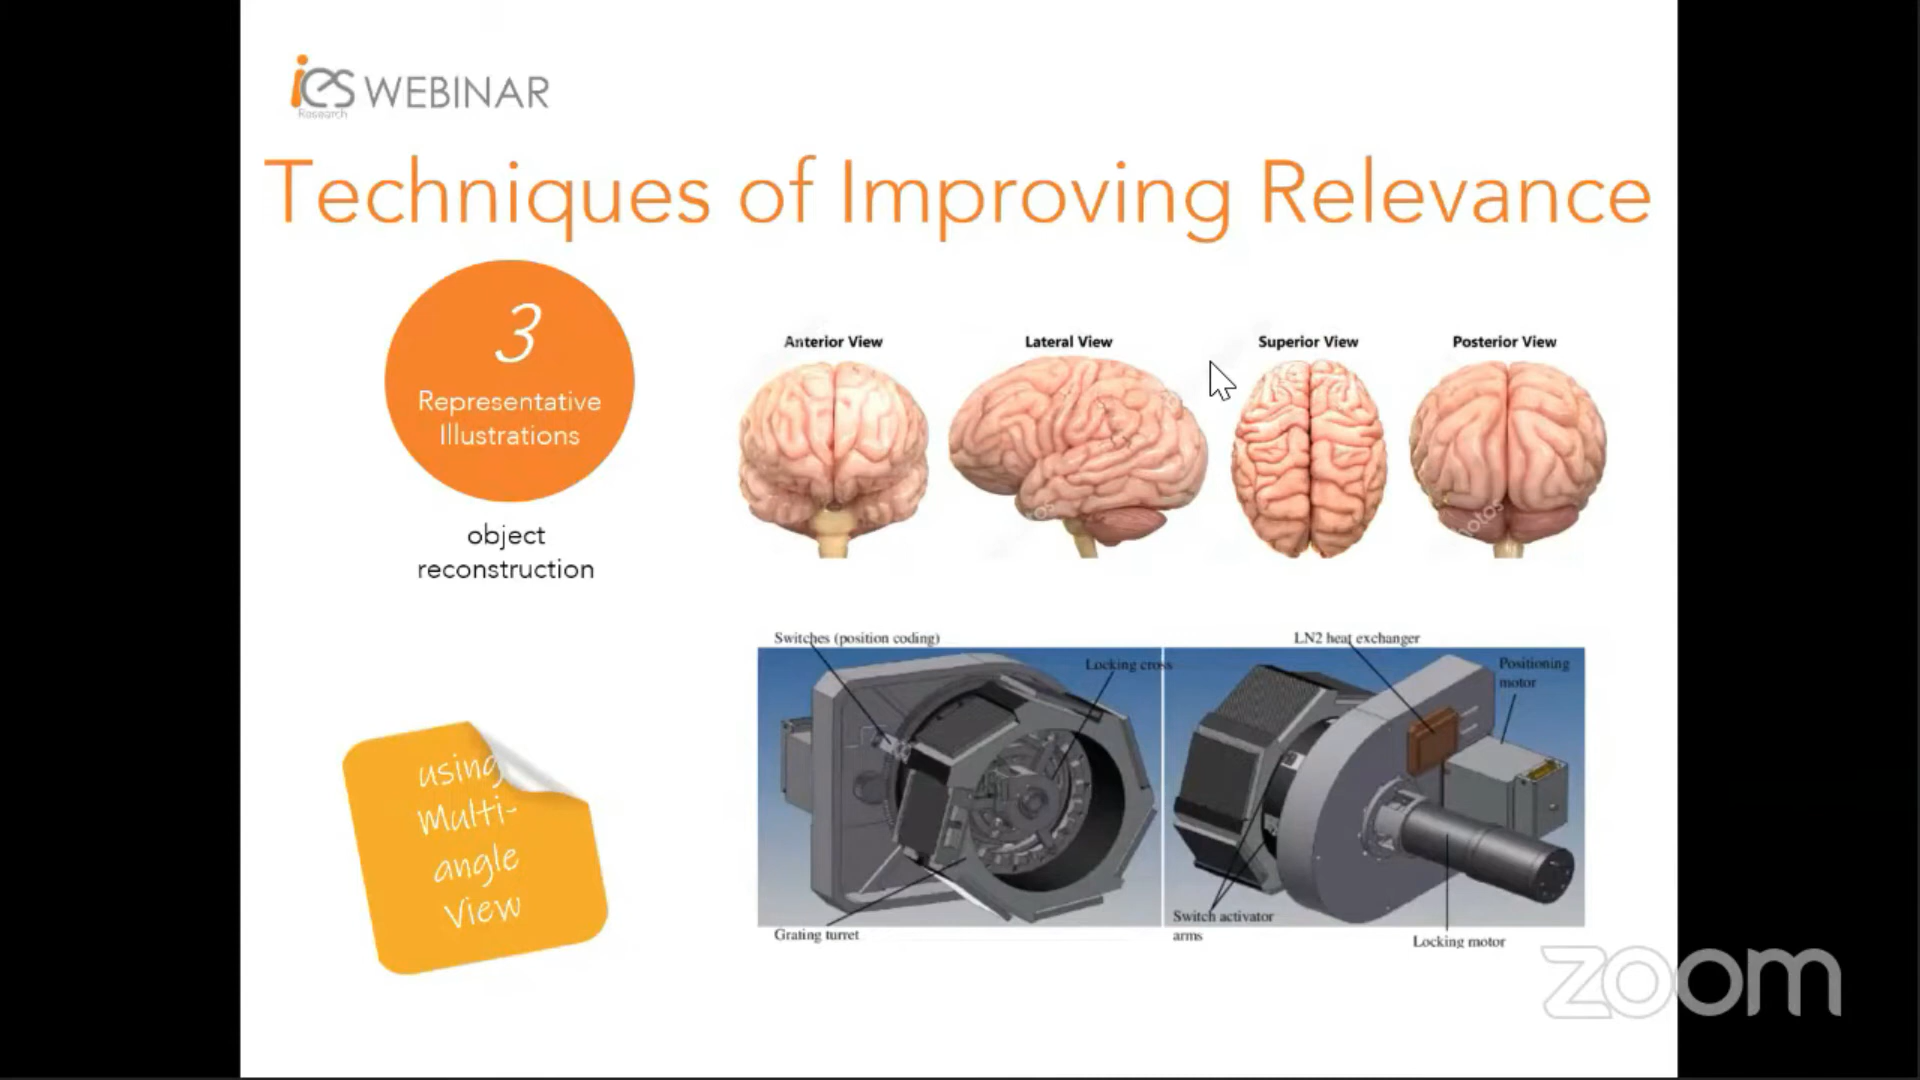 ies WEBINAR
Research
Techniques of Improving Relevance
3
Representative
Illustrations
object
reconstruction
using
Multi-
angle
View
Anterior View
Lateral View
Superior View
Posterior View
Switches (position coding)
Locking cross
Grating turret
LN2 heat exchanger
Positioning
motor
Switch activator
arms
Locking motor
zoom